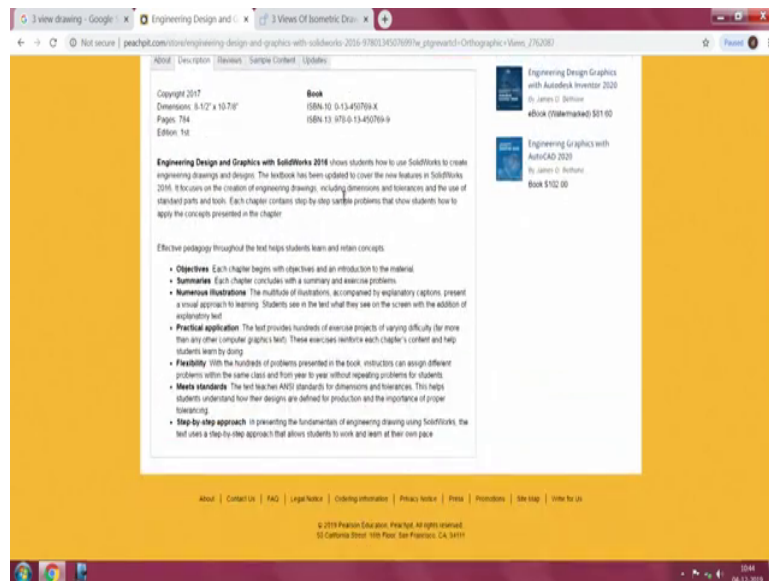 3 view drawing - Google
Engineering Design and G
3 Views Of Isometric Draw
Not secure | peachpit.com/store/engineering-design-and-graphics-with-solidworks-2016-9780134507699?w_ptgrevartcl=Orthographic+Views_2762083
Paused
About Description Reviews Sample Content Updates
Copyright 2017
Dimensions: 8-1/2" x 10-7/8"
Pages: 784
Edition: 1st
Book
ISBN-10: 0-13-450769-X
ISBN-13: 978-0-13-450769-9
Engineering Design and Graphics with SolidWorks 2016 shows students how to use SolidWorks to create
engineering drawings and designs. The textbook has been updated to cover the new features in SolidWorks
2016. It focuses on the creation of engineering drawings, including dimensions and tolerances and the use of
standard parts and tools. Each chapter contains step-by-step sample problems that show students how to
apply the concepts presented in the chapter.
Effective pedagogy throughout the text helps students learn and retain concepts:
• Objectives: Each chapter begins with objectives and an introduction to the material.
• Summaries: Each chapter concludes with a summary and exercise problems.
• Numerous Illustrations: The multitude of illustrations, accompanied by explanatory captions, present
a visual approach to learning. Students see in the text what they see on the screen with the addition of
explanatory text.
• Practical application: The text provides hundreds of exercise projects of varying difficulty (far more
than any other computer graphics text). These exercises reinforce each chapter's content and help
students learn by doing.
• Flexibility: With the hundreds of problems presented in the book, instructors can assign different
problems within the same class and from year to year without repeating problems for students.
• Meets standards: The text teaches ANSI standards for dimensions and tolerances. This helps
students understand how their designs are defined for production and the importance of proper
tolerancing.
• Step-by-step approach: In presenting the fundamentals of engineering drawing using SolidWorks, the
text uses a step-by-step approach that allows students to work and learn at their own pace.
Engineering Design Graphics
with Autodesk Inventor 2020
By James D. Bethune
eBook (Watermarked) $81.60
Engineering Graphics with
AutoCAD 2020
By James D. Bethune
Book $102.00
About | Contact Us | FAQ | Legal Notice | Ordering Information | Privacy Notice | Press | Promotions | Site Map | Write for Us
© 2019 Pearson Education, Peachpit. All rights reserved.
50 California Street, 18th Floor, San Francisco, CA, 94111
10:44
04-12-2019